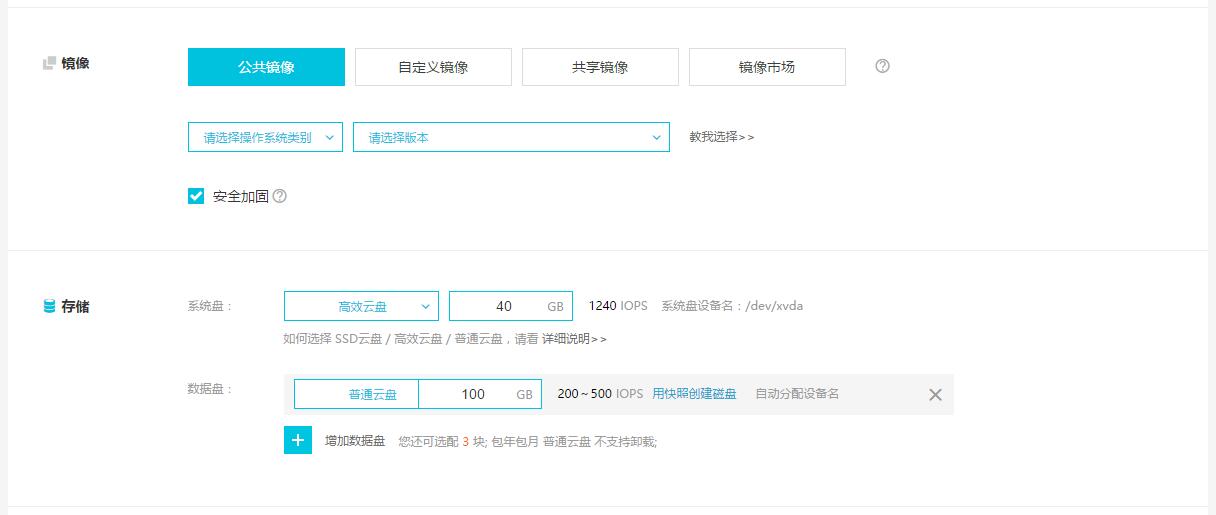 镜像 公共镜像 自定义镜像 共享镜像 镜像市场 ?
请选择操作系统类别 请选择版本 教我选择>>
安全加固 ?
存储 系统盘： 高效云盘 40 GB 1240 IOPS 系统盘设备名：/dev/xvda
如何选择 SSD云盘 / 高效云盘 / 普通云盘，请看 详细说明>>
数据盘： 普通云盘 100 GB 200～500 IOPS 用快照创建磁盘 自动分配设备名
增加数据盘 您还可选配 3 块; 包年包月 普通云盘 不支持卸载;